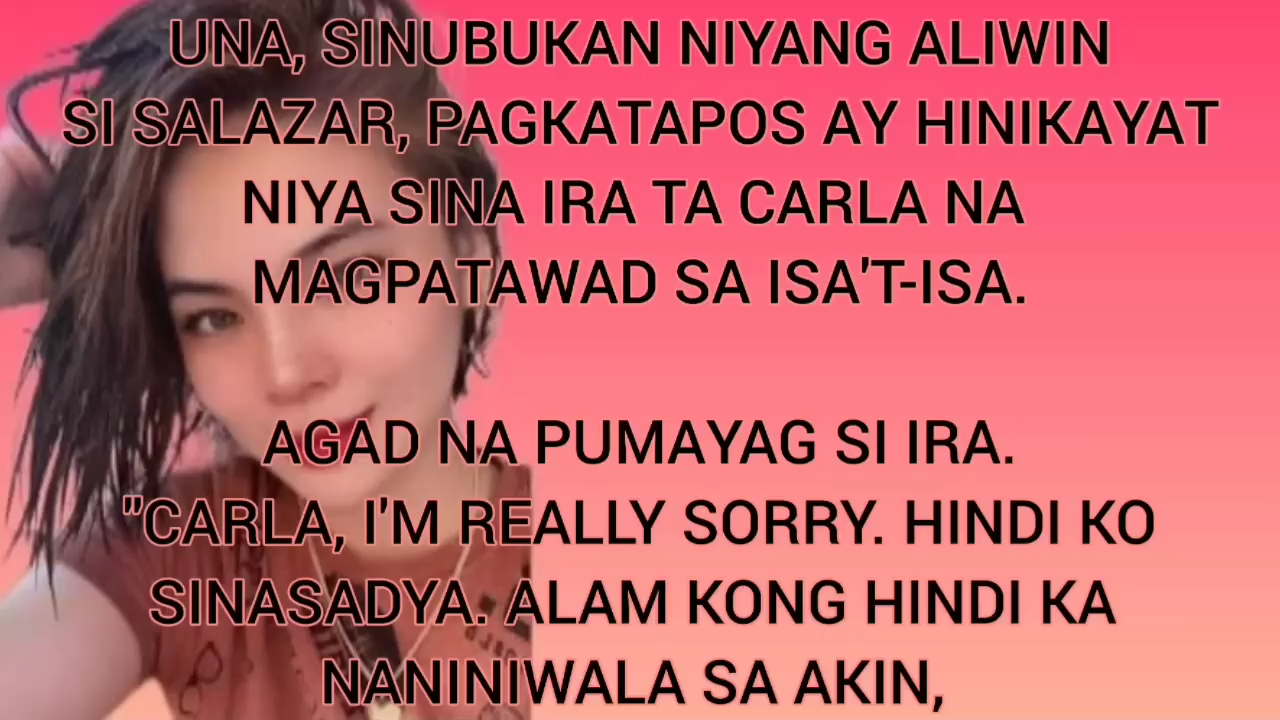 UNA, SINUBUKAN NIYANG ALIWIN
SI SALAZAR, PAGKATAPOS AY HINIKAYAT
NIYA SINA IRA TA CARLA NA
MAGPATAWAD SA ISA'T-ISA.
AGAD NA PUMAYAG SI IRA.
"CARLA, I'M REALLY SORRY. HINDI KO
SINASADYA. ALAM KONG HINDI KA
NANINIWALA SA AKIN,